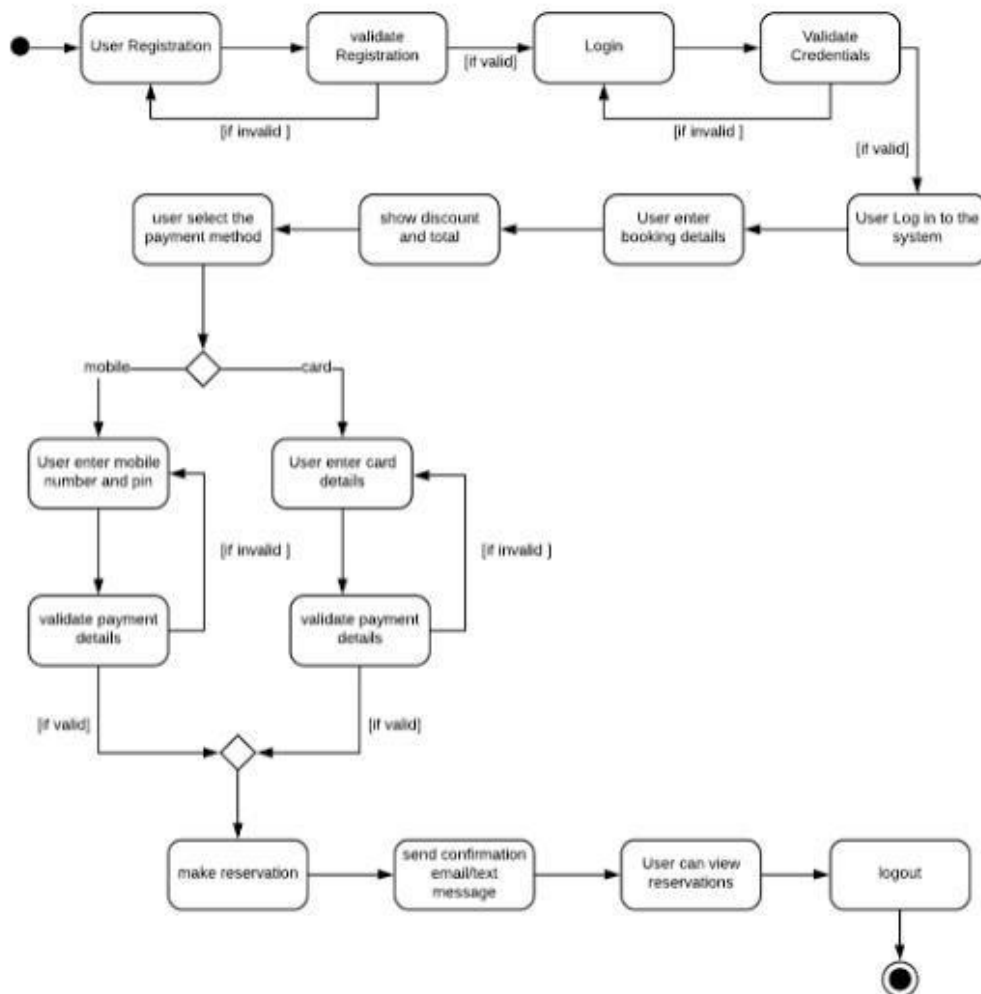 User Registration
validate
Registration
[if valid]
Login
Validate
Credentials
[if invalid ]
[if invalid ]
[if valid]
user select the
payment method
show discount
and total
User enter
booking details
User Log in to the
system
mobile
card
User enter mobile
number and pin
User enter card
details
[if invalid ]
[if invalid ]
validate payment
details
validate payment
details
[if valid]
[if valid]
make reservation
send confirmation
email/text
message
User can view
reservations
logout